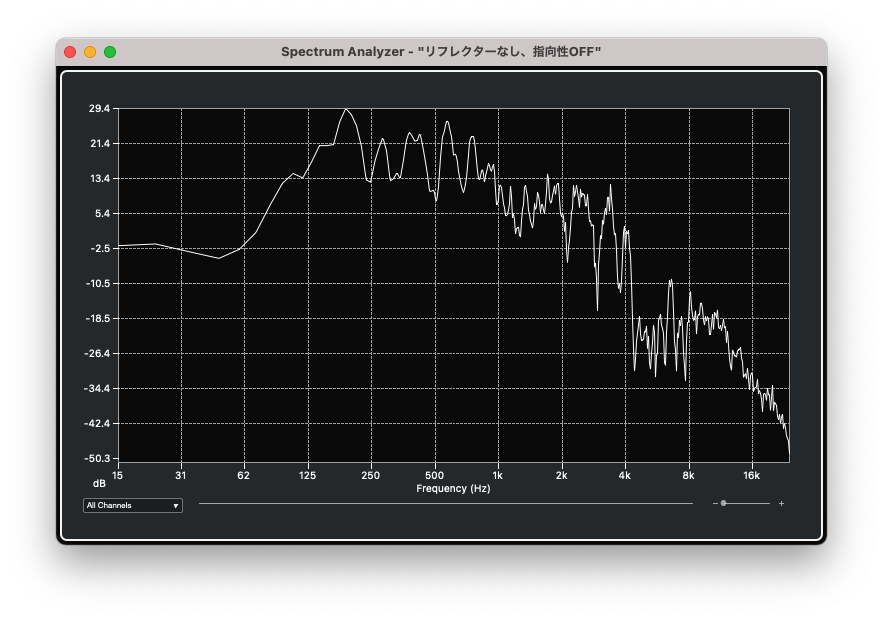 Spectrum Analyzer - "リフレクターなし、指向性OFF"
29.4
21.4
13.4
5.4
-2.5
-10.5
-18.5
-26.4
-34.4
-42.4
-50.3
15 31 62 125 250 500 1k 2k 4k 8k 16k
dB
Frequency (Hz)
All Channels ▼
− +